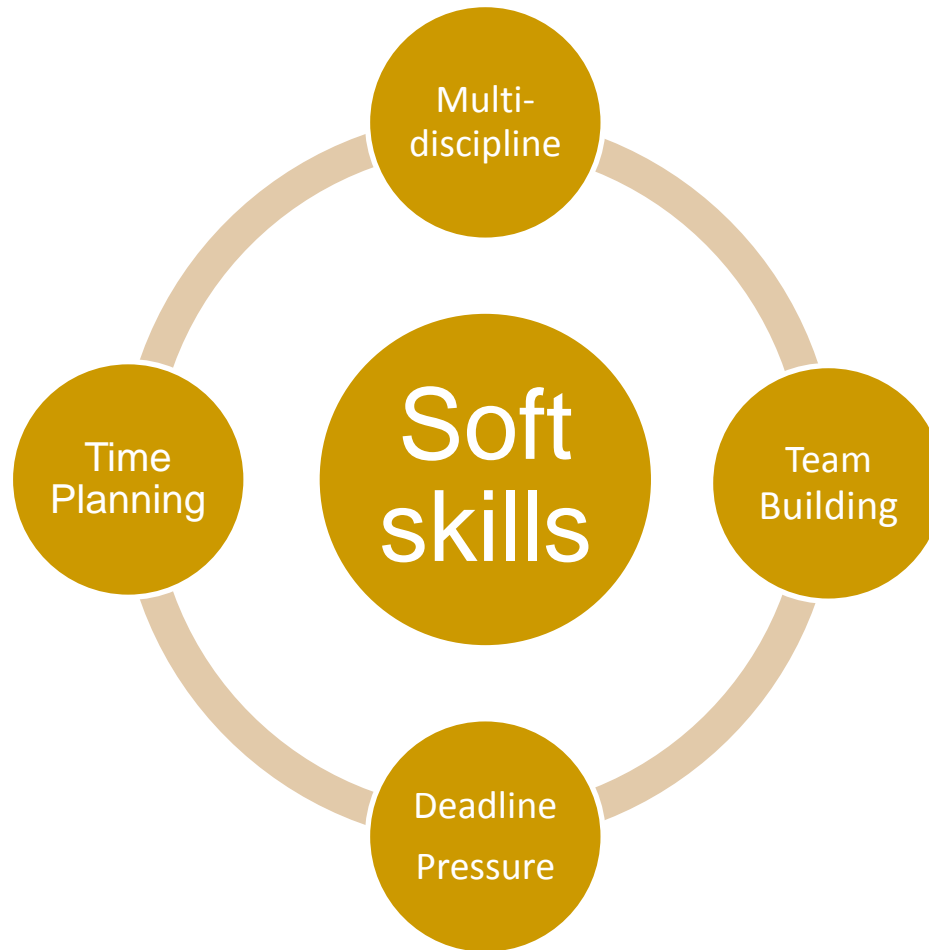 Multi-
discipline
Soft
skills
Time
Planning
Team
Building
Deadline
Pressure